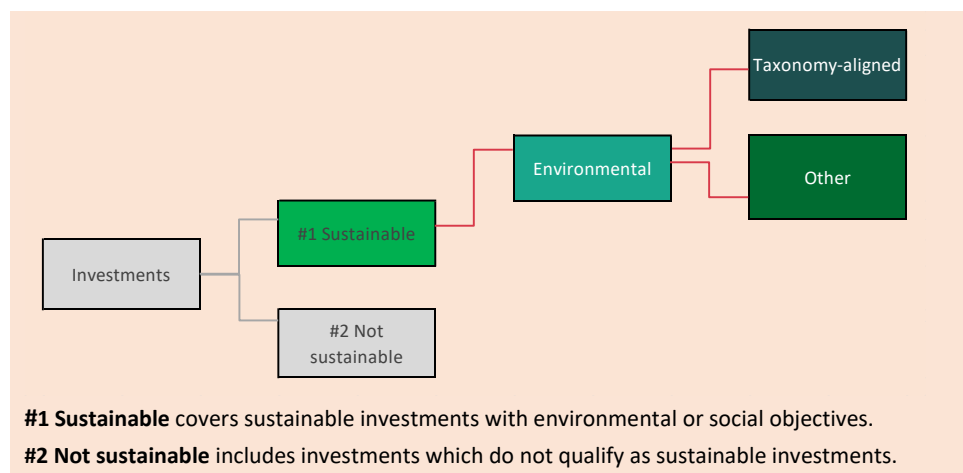 Taxonomy-aligned
Environmental
Other
#1 Sustainable
Investments
#2 Not
sustainable
#1 Sustainable covers sustainable investments with environmental or social objectives.
#2 Not sustainable includes investments which do not qualify as sustainable investments.